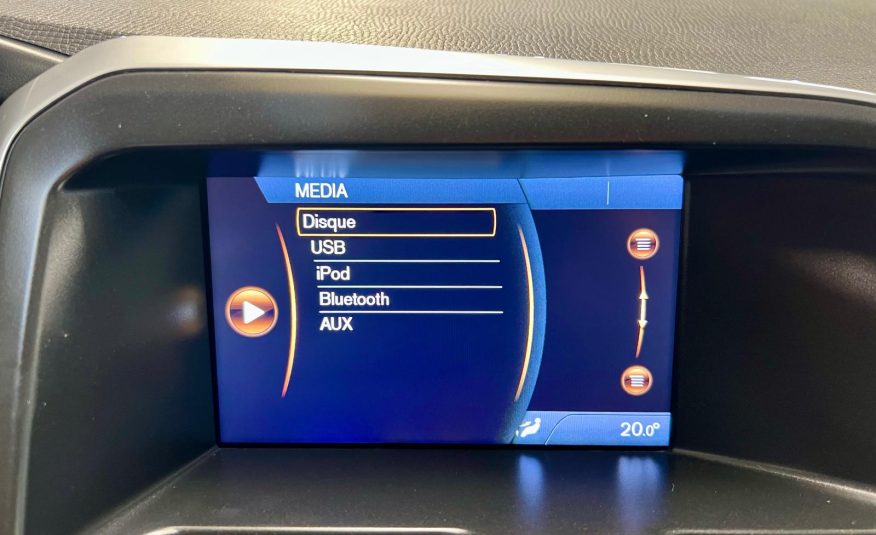 MEDIA
Disque
USB
iPod
Bluetooth
AUX
20.0°